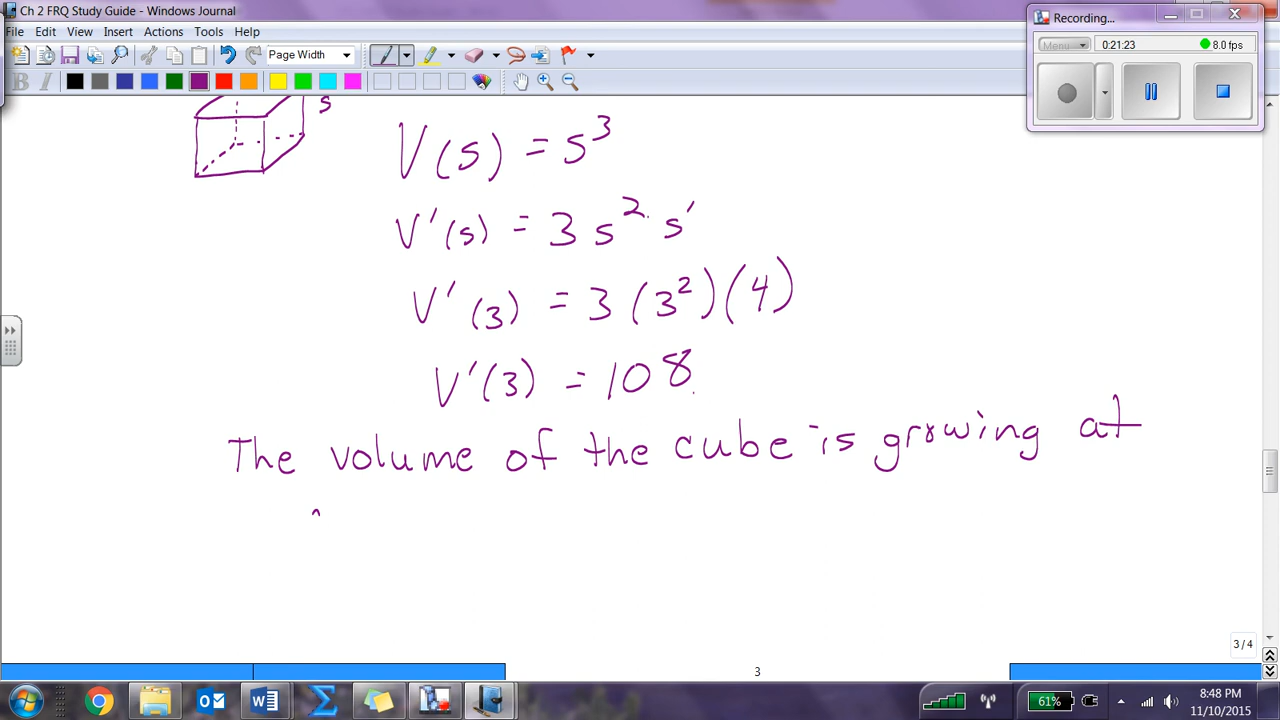 Ch 2 FRQ Study Guide - Windows Journal
File Edit View Insert Actions Tools Help
Page Width
B I
Recording...
Menu 0:21:23 8.0 fps
s
V(s) = s³
V'(s) = 3s² · s'
V'(3) = 3(3²)(4)
V'(3) = 108
The volume of the cube is growing at
3 / 4
3
61%
8:48 PM
11/10/2015